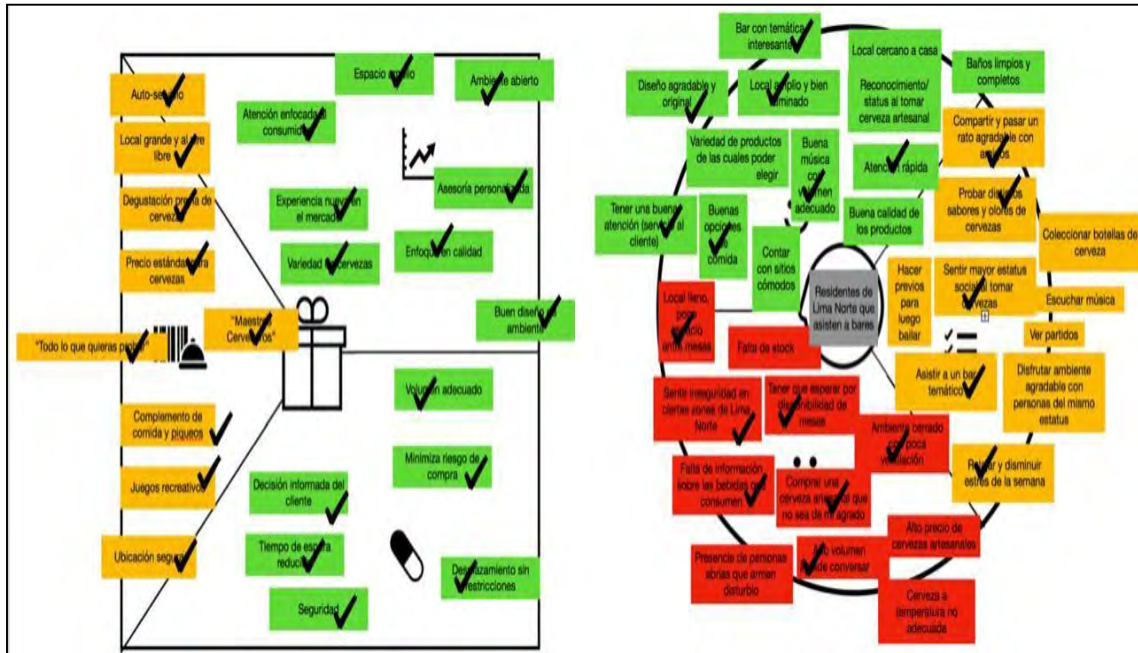 Auto-servicio
Local grande y al aire
libre
Degustación previa de
cerveza
Precio estándar para
cervezas
"Todo lo que quieras probar"
"Maestros
Cerveceros"
Complemento de
comida y piqueos
Juegos recreativos
Ubicación segura
Espacio amplio
Ambiente abierto
Atención enfocada al
consumidor
Asesoría personalizada
Experiencia nueva en
el mercado
Enfoque en calidad
Variedad de cervezas
Buen diseño de
ambiente
Volumen adecuado
Minimiza riesgo de
compra
Decisión informada del
cliente
Tiempo de espera
reducido
Desplazamiento sin
restricciones
Seguridad
Bar con temática
interesante
Local cercano a casa
Baños limpios y
completos
Diseño agradable y
original
Local amplio y bien
iluminado
Reconocimiento/
status al tomar
cerveza artesanal
Compartir y pasar un
rato agradable con
amigos
Variedad de productos
de las cuales poder
elegir
Buena
música con
volumen
adecuado
Atención rápida
Probar distintos
sabores y olores de
cervezas
Tener una buena
atención (servicio al
cliente)
Buenas
opciones de
comida
Contar
con sitios
cómodos
Buena calidad de
los productos
Coleccionar botellas de
cerveza
Residentes de
Lima Norte que
asisten a bares
Hacer
previos
para
luego
bailar
Sentir mayor estatus
social al tomar
cervezas
Escuchar música
Ver partidos
Local lleno,
poco
espacio
entre mesas
Falta de stock
Asistir a un bar
temático
Disfrutar ambiente
agradable con
personas del mismo
estatus
Sentir inseguridad en
ciertas zonas de Lima
Norte
Tener que esperar por
disponibilidad de
mesas
Ambiente cerrado
con poca
ventilación
Relajar y disminuir
estrés de la semana
Falta de información
sobre las bebidas que
consumen
Comprar una
cerveza artesanal que
no sea de mi agrado
Alto precio de
cervezas artesanales
Presencia de personas
ebrias que armen
disturbio
Alto volumen
conversar
Cerveza a
temperatura no
adecuada